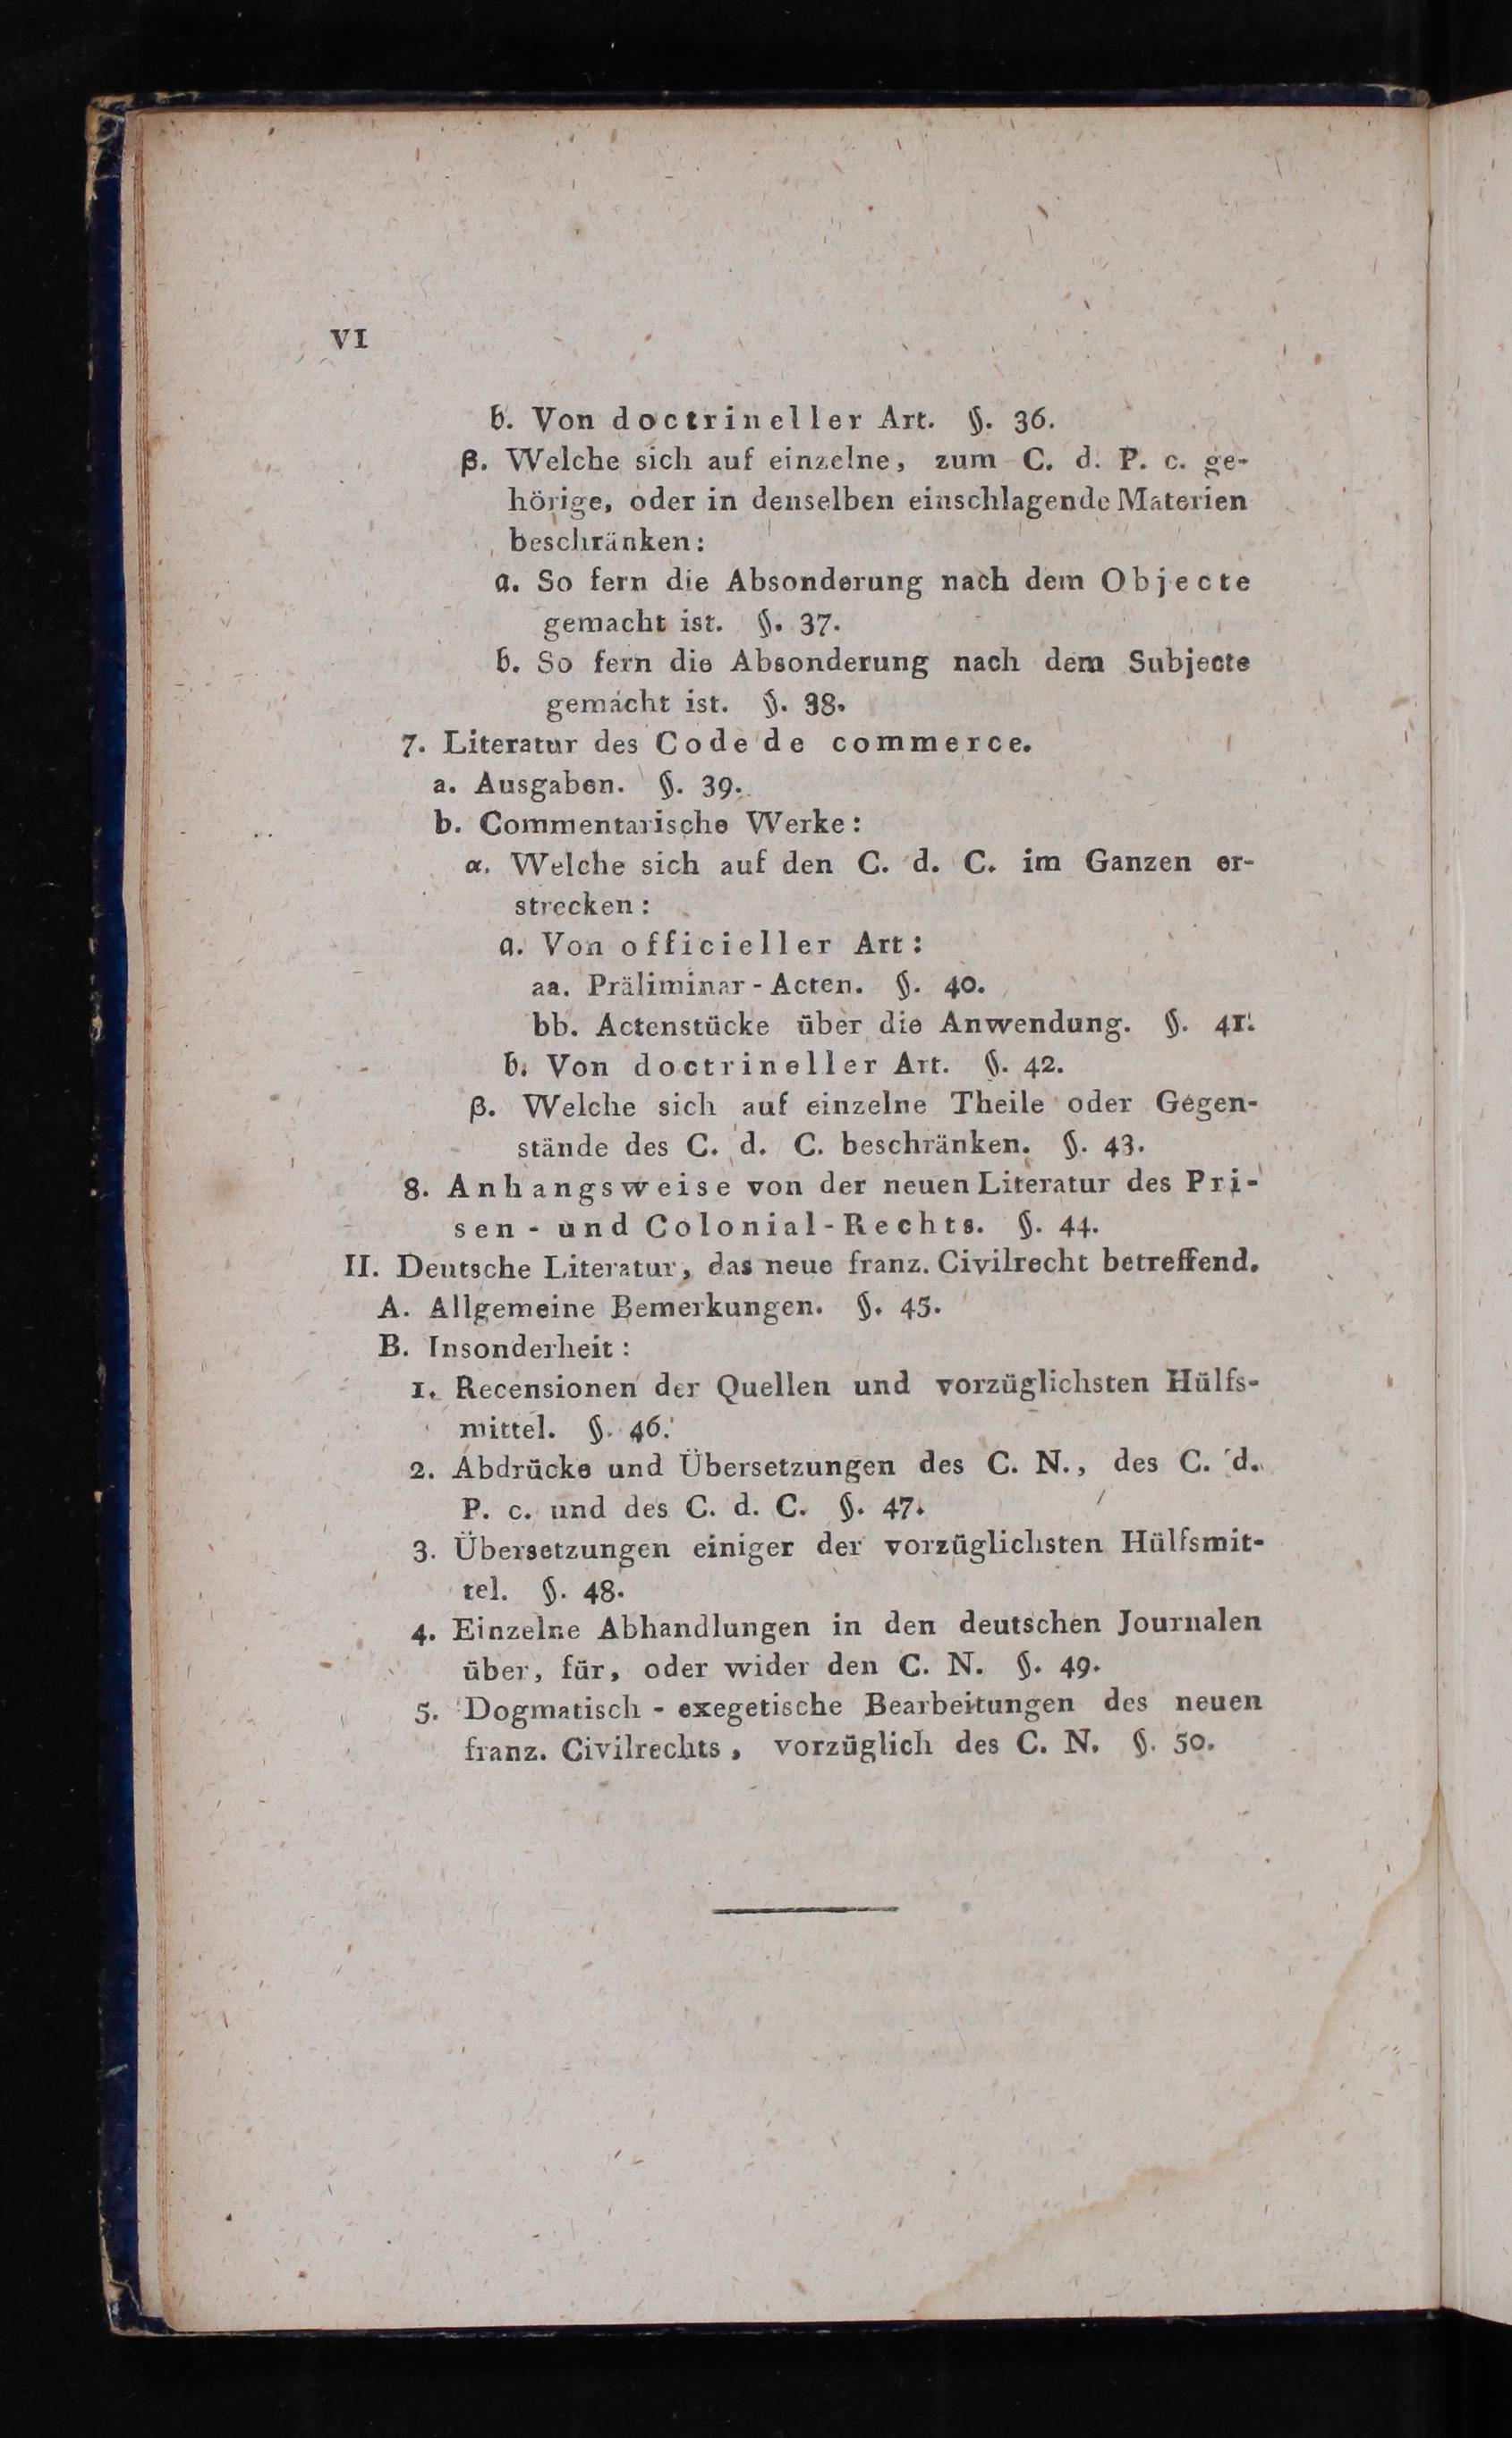 VI
b. Von doctrineller Art. §. 36.
β. Welche sich auf einzelne, zum C. d. P. c. ge-
hörige, oder in denselben einschlagende Materien
beschränken:
a. So fern die Absonderung nach dem Objecte
gemacht ist. §. 37.
b. So fern die Absonderung nach dem Subjecte
gemacht ist. §. 38.
7. Literatur des Code de commerce.
a. Ausgaben. §. 39.
b. Commentarische Werke:
α. Welche sich auf den C. d. C. im Ganzen er-
strecken:
a. Von officieller Art:
aa. Präliminar-Acten. §. 40.
bb. Actenstücke über die Anwendung. §. 41.
b. Von doctrineller Art. §. 42.
β. Welche sich auf einzelne Theile oder Gegen-
stände des C. d. C. beschränken. §. 43.
8. Anhangsweise von der neuen Literatur des Pri-
sen- und Colonial-Rechts. §. 44.
II. Deutsche Literatur, das neue franz. Civilrecht betreffend.
A. Allgemeine Bemerkungen. §. 45.
B. Insonderheit:
1. Recensionen der Quellen und vorzüglichsten Hülfs-
mittel. §. 46.
2. Abdrücke und Übersetzungen des C. N., des C. d.
P. c. und des C. d. C. §. 47.
3. Übersetzungen einiger der vorzüglichsten Hülfsmit-
tel. §. 48.
4. Einzelne Abhandlungen in den deutschen Journalen
über, für, oder wider den C. N. §. 49.
5. Dogmatisch-exegetische Bearbeitungen des neuen
franz. Civilrechts, vorzüglich des C. N. §. 50.